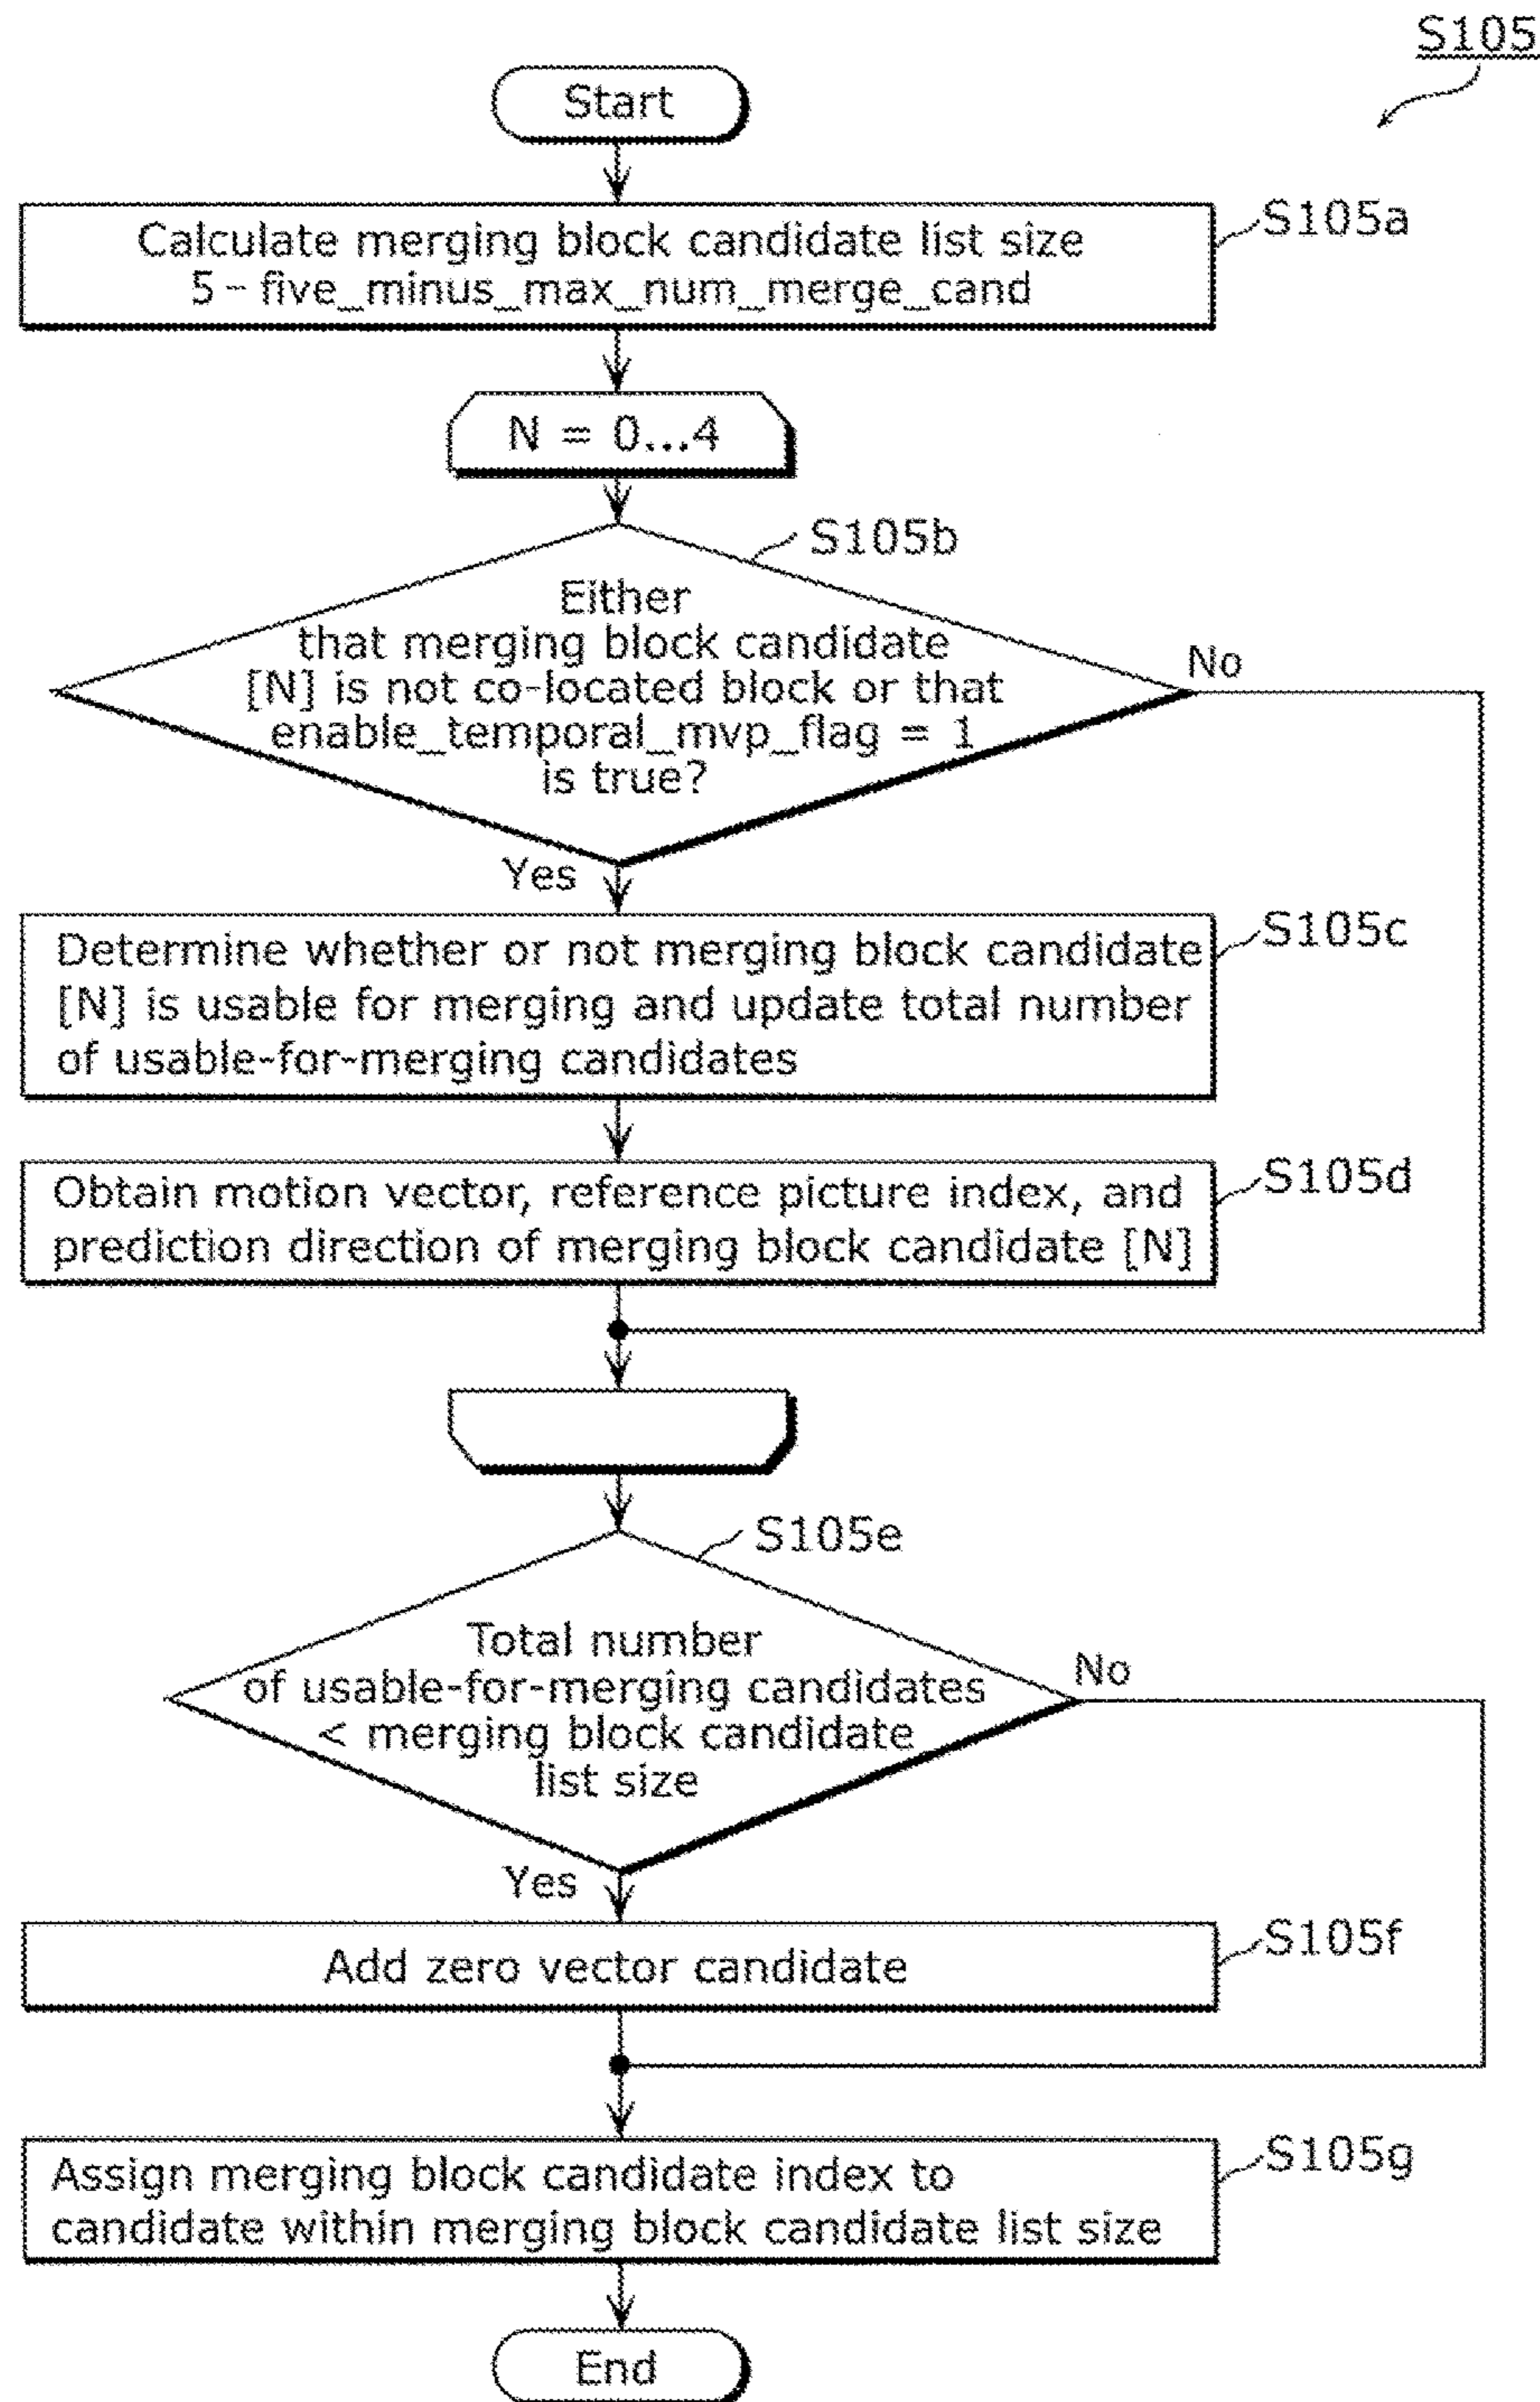 S105
Start
S105a
Calculate merging block candidate list size
5 - five_minus_max_num_merge_cand
N = 0...4
S105b
Either
that merging block candidate
[N] is not co-located block or that
enable_temporal_mvp_flag = 1
is true?
No
Yes
S105c
Determine whether or not merging block candidate
[N] is usable for merging and update total number
of usable-for-merging candidates
S105d
Obtain motion vector, reference picture index, and
prediction direction of merging block candidate [N]
S105e
Total number
of usable-for-merging candidates
< merging block candidate
list size
No
Yes
S105f
Add zero vector candidate
S105g
Assign merging block candidate index to
candidate within merging block candidate list size
End